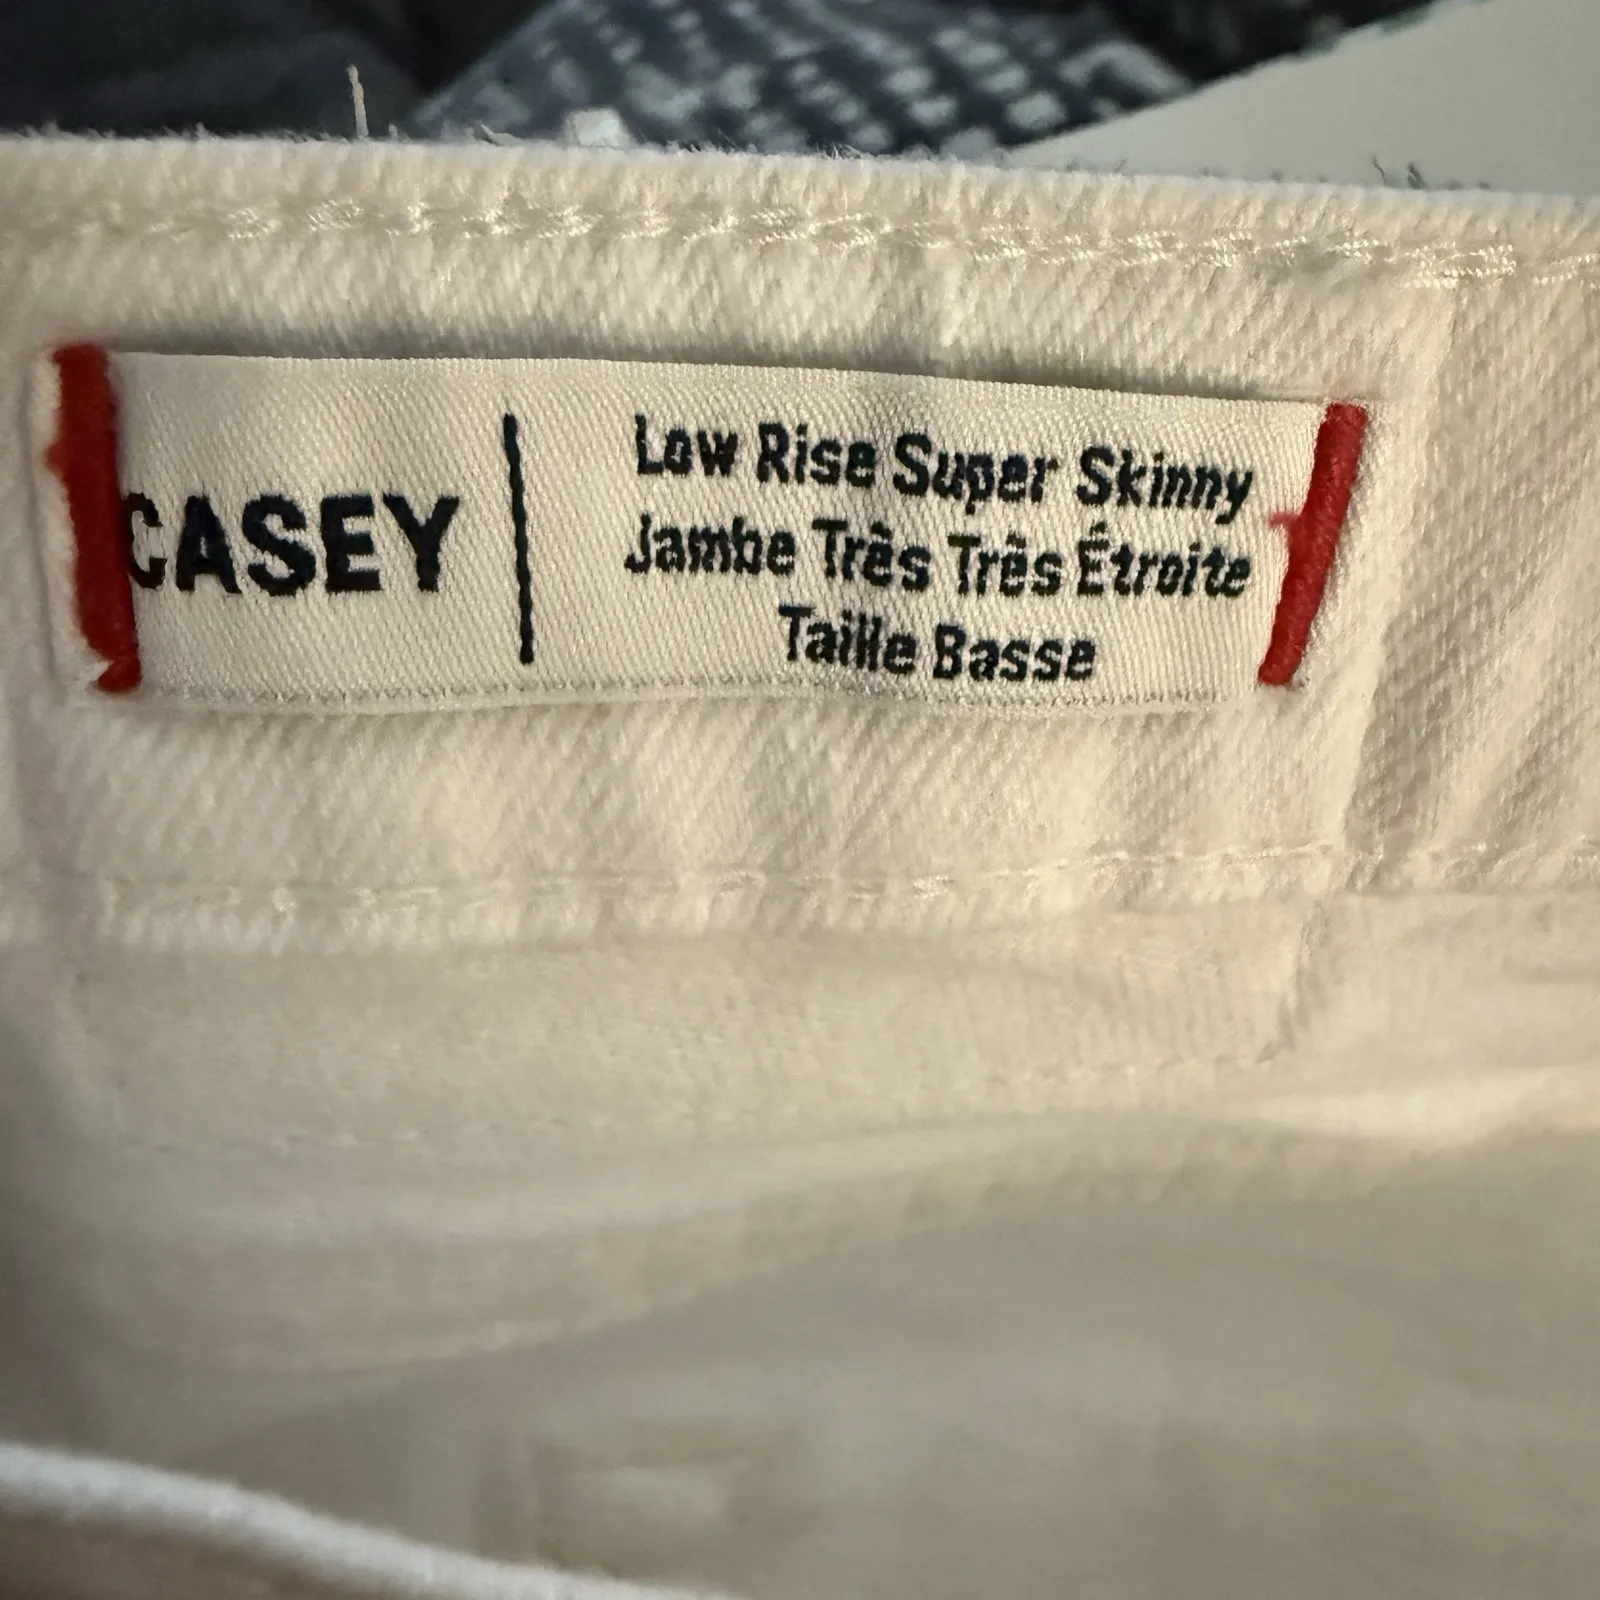 CASEY
Low Rise Super Skinny
Jambe Très Très Étroite
Taille Basse